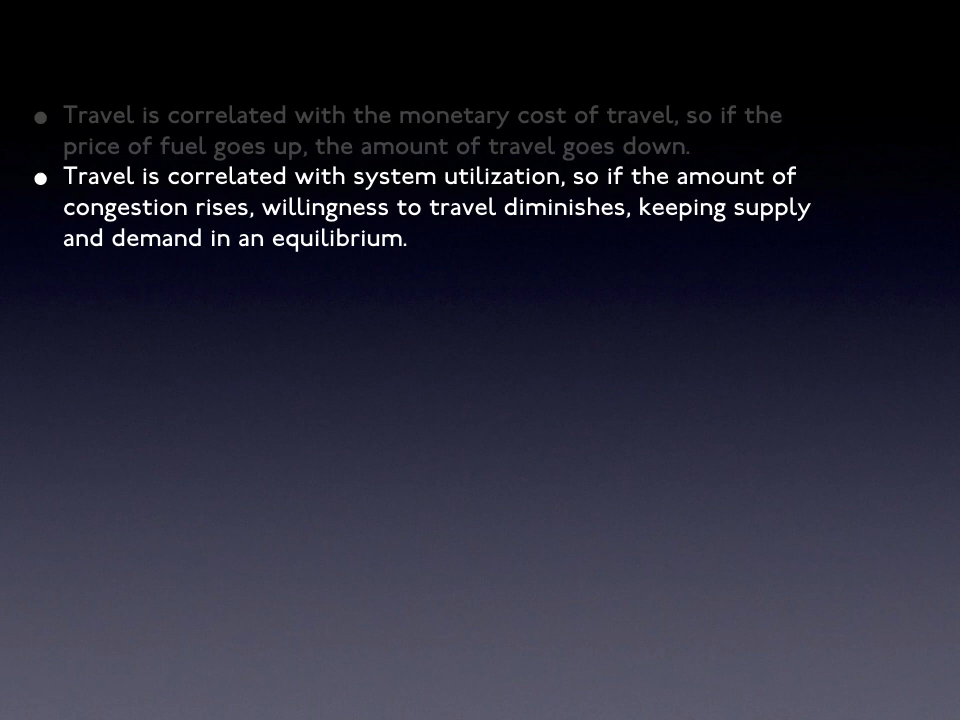 • Travel is correlated with the monetary cost of travel, so if the
price of fuel goes up, the amount of travel goes down.
• Travel is correlated with system utilization, so if the amount of
congestion rises, willingness to travel diminishes, keeping supply
and demand in an equilibrium.